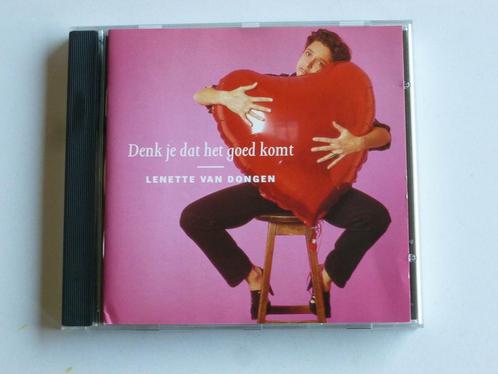 Denk je dat het goed komt
LENETTE VAN DONGEN